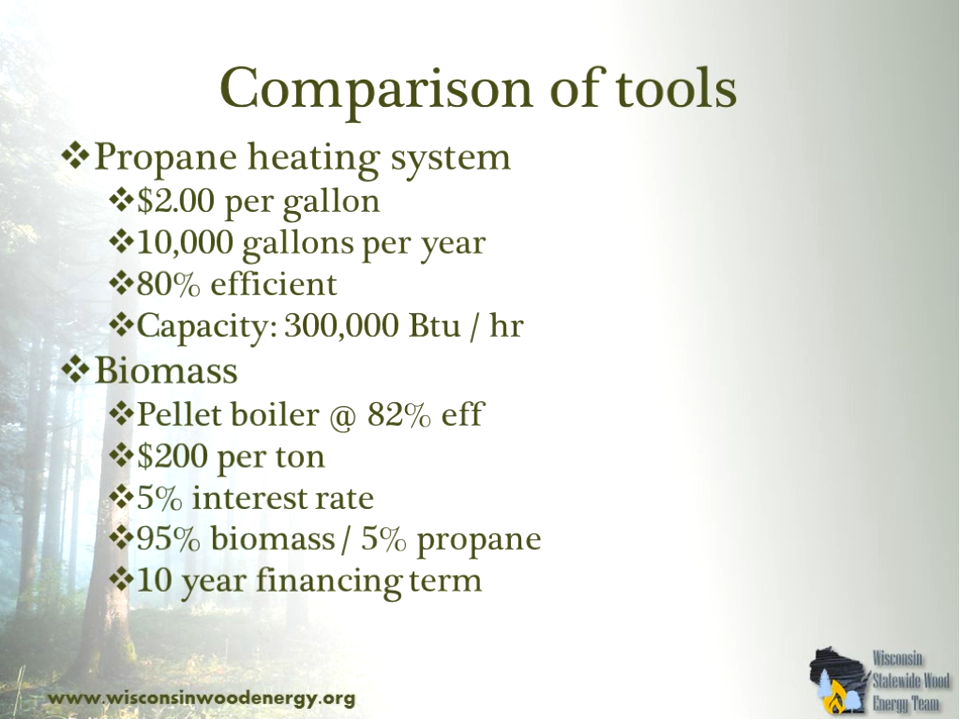 Comparison of tools
❖Propane heating system
❖$2.00 per gallon
❖10,000 gallons per year
❖80% efficient
❖Capacity: 300,000 Btu / hr
❖Biomass
❖Pellet boiler @ 82% eff
❖$200 per ton
❖5% interest rate
❖95% biomass / 5% propane
❖10 year financing term
www.wisconsinwoodenergy.org
Wisconsin
Statewide Wood
Energy Team